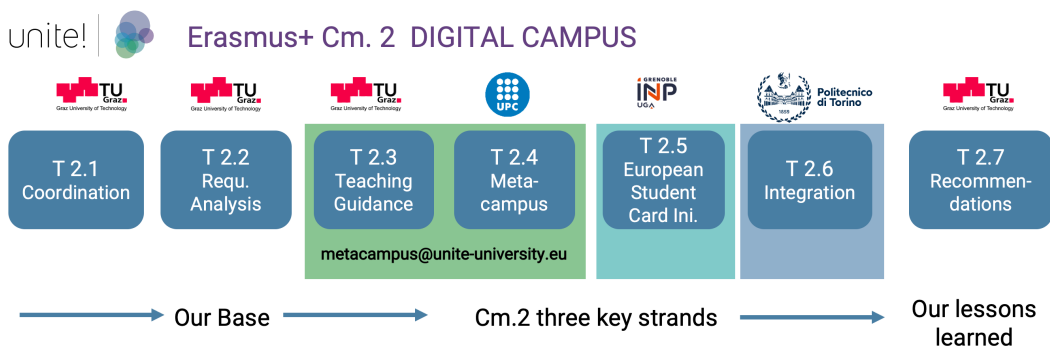 unite!
Erasmus+ Cm. 2 DIGITAL CAMPUS
TU
Graz
Graz University of Technology
TU
Graz
Graz University of Technology
TU
Graz
Graz University of Technology
UPC
GRENOBLE
INP
UGA
1859
Politecnico
di Torino
TU
Graz
Graz University of Technology
T 2.1
Coordination
T 2.2
Requ.
Analysis
T 2.3
Teaching
Guidance
T 2.4
Meta-
campus
T 2.5
European
Student
Card Ini.
T 2.6
Integration
T 2.7
Recommen-
dations
metacampus@unite-university.eu
Our Base
Cm.2 three key strands
Our lessons
learned